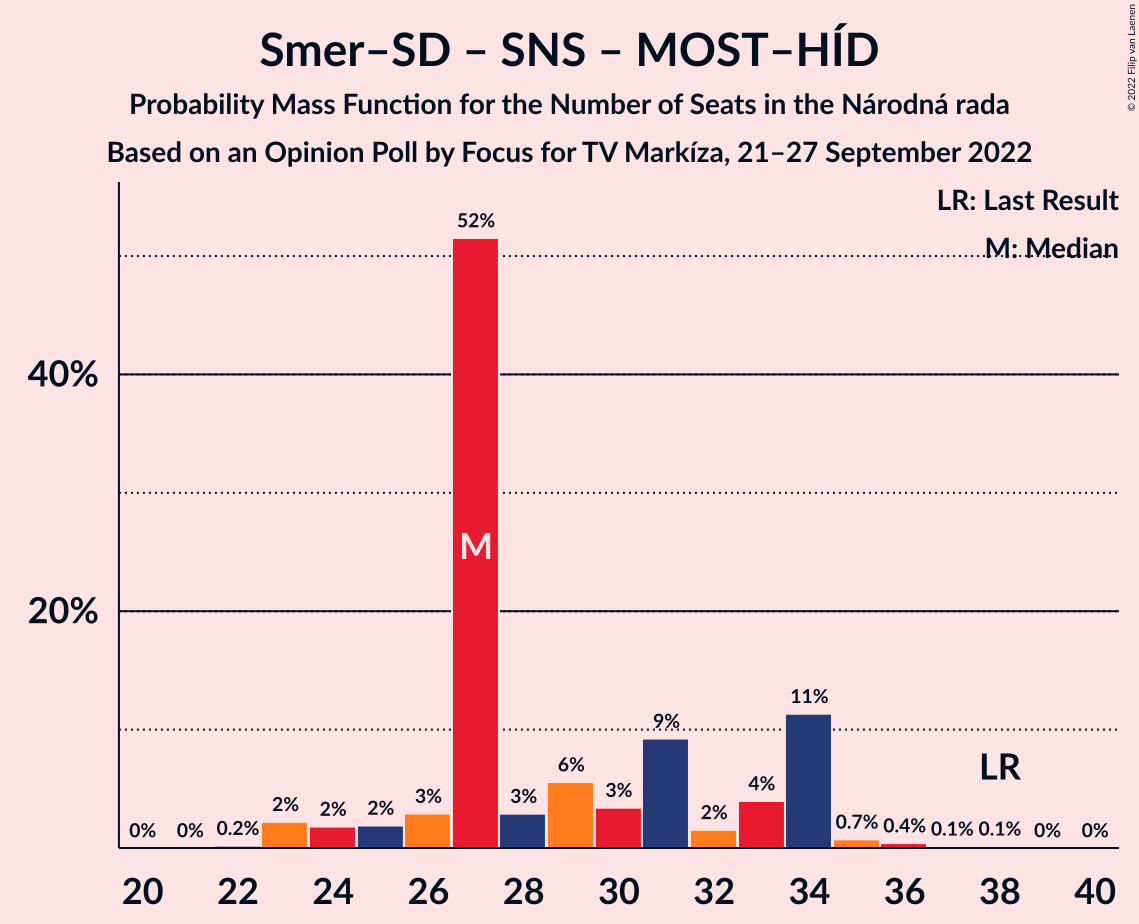 Smer–SD – SNS – MOST–HÍD
Probability Mass Function for the Number of Seats in the Národná rada
Based on an Opinion Poll by Focus for TV Markíza, 21–27 September 2022
© 2022 Filip van Laenen
LR: Last Result
M: Median
40%
20%
0% 0% 0.2% 2% 2% 2% 3% 52% 3% 6% 3% 9% 2% 4% 11% 0.7% 0.4% 0.1% 0.1% 0% 0%
M
LR
20 22 24 26 28 30 32 34 36 38 40